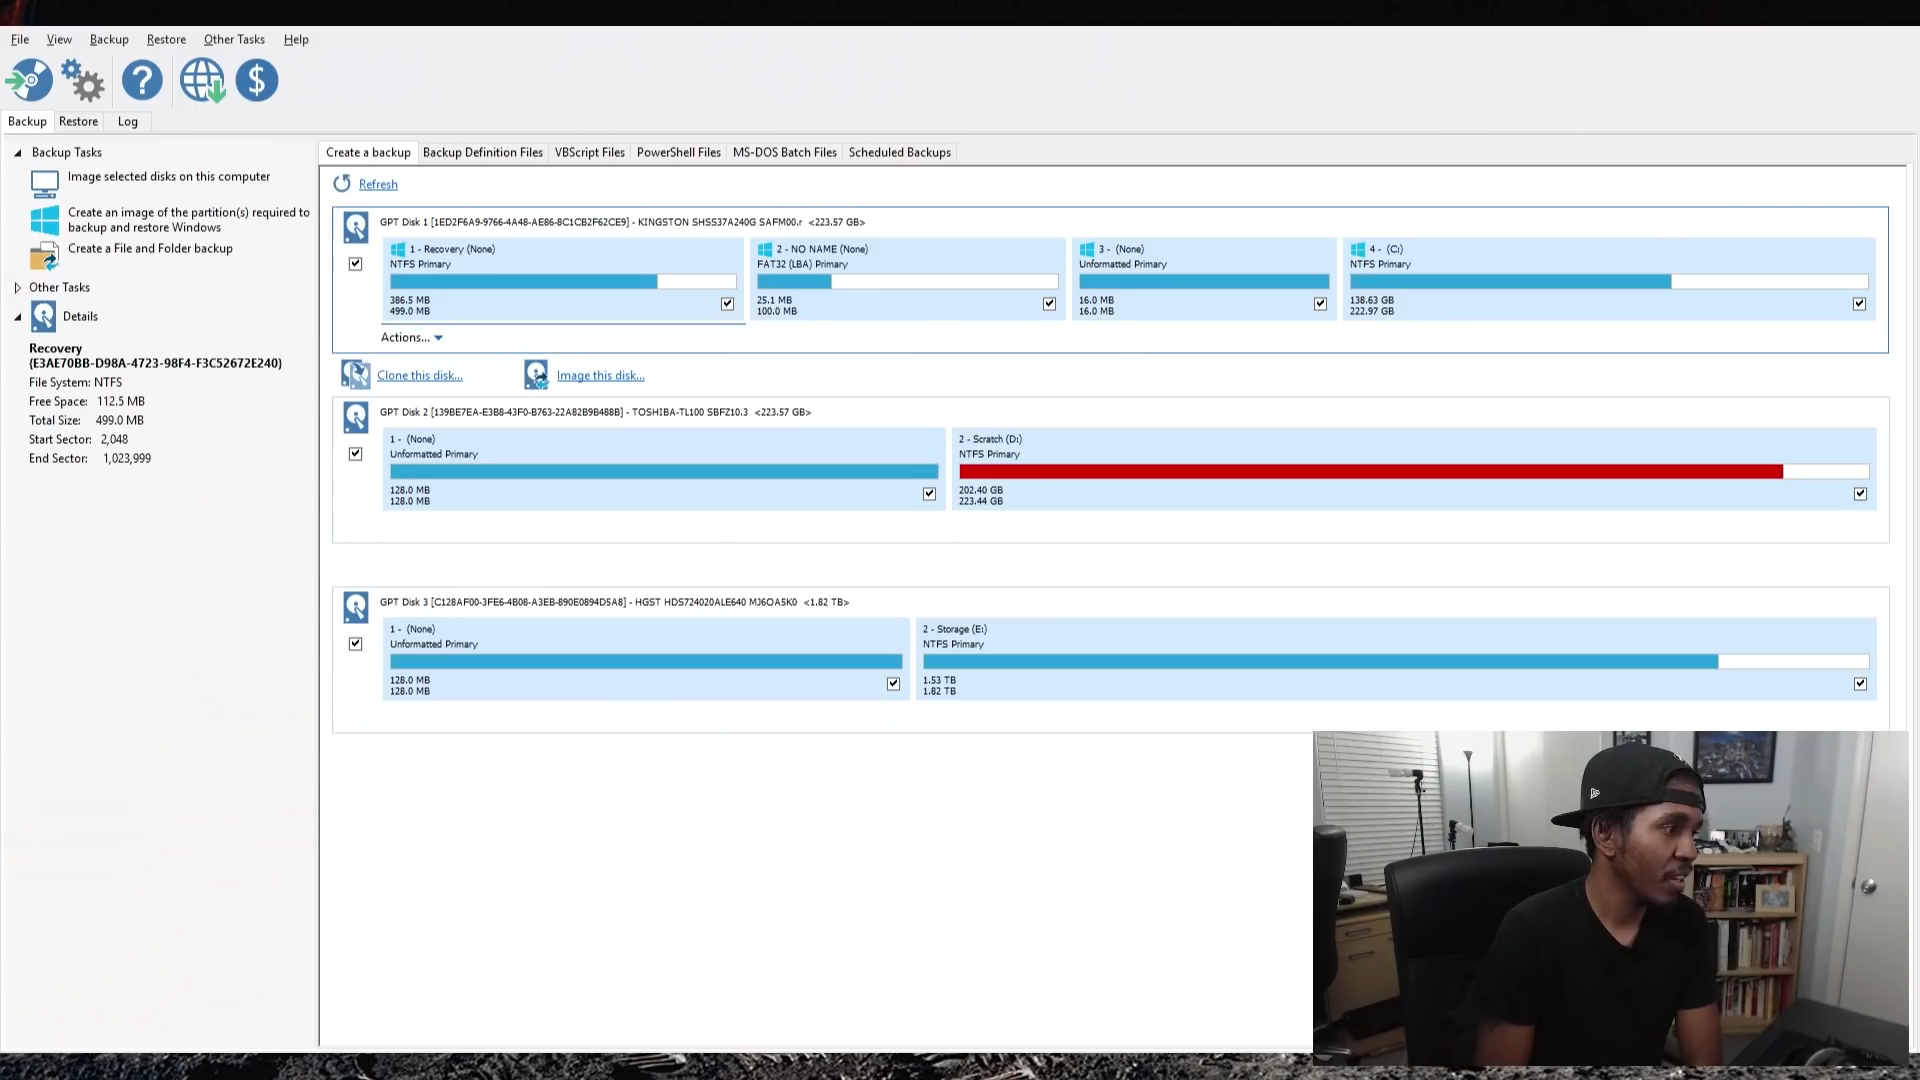 File View Backup Restore Other Tasks Help
Backup Restore Log
Backup Tasks
Image selected disks on this computer
Create an image of the partition(s) required to
backup and restore Windows
Create a File and Folder backup
Other Tasks
Details
Recovery
(E3AE70BB-D98A-4723-98F4-F3C52672E240)
File System: NTFS
Free Space: 112.5 MB
Total Size: 499.0 MB
Start Sector: 2,048
End Sector: 1,023,999
Create a backup Backup Definition Files VBScript Files PowerShell Files MS-DOS Batch Files Scheduled Backups
Refresh
GPT Disk 1 [1ED2F6A9-9766-4A48-AE86-8C1CB2F62CE9] - KINGSTON SHSS37A240G SAFM00.r <223.57 GB>
1 - Recovery (None)
NTFS Primary
386.5 MB
499.0 MB
2 - NO NAME (None)
FAT32 (LBA) Primary
25.1 MB
100.0 MB
3 - (None)
Unformatted Primary
16.0 MB
16.0 MB
4 - (C:)
NTFS Primary
138.63 GB
222.97 GB
Actions...
Clone this disk...
Image this disk...
GPT Disk 2 [139BE7EA-E3B8-43F0-B763-22A82B9B488B] - TOSHIBA-TL100 SBFZ10.3 <223.57 GB>
1 - (None)
Unformatted Primary
128.0 MB
128.0 MB
2 - Scratch (D:)
NTFS Primary
202.40 GB
223.44 GB
GPT Disk 3 [C128AF00-3FE6-4B08-A3EB-890E0894D5A8] - HGST HDS724020ALE640 MJ6OA5K0 <1.82 TB>
1 - (None)
Unformatted Primary
128.0 MB
128.0 MB
2 - Storage (E:)
NTFS Primary
1.53 TB
1.82 TB